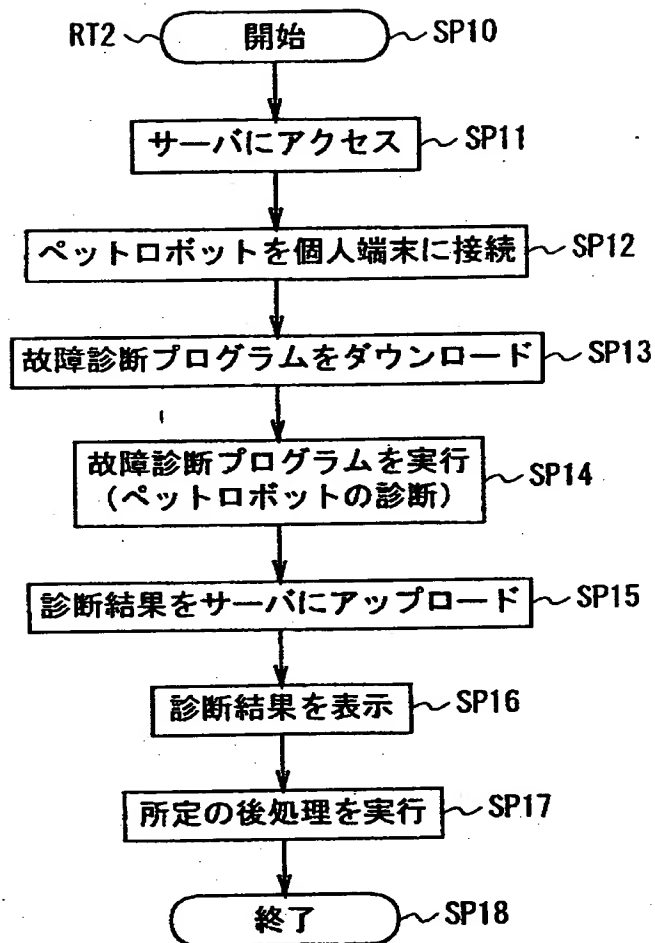 RT2 開始 SP10
サーバにアクセス SP11
ペットロボットを個人端末に接続 SP12
故障診断プログラムをダウンロード SP13
故障診断プログラムを実行
(ペットロボットの診断) SP14
診断結果をサーバにアップロード SP15
診断結果を表示 SP16
所定の後処理を実行 SP17
終了 SP18